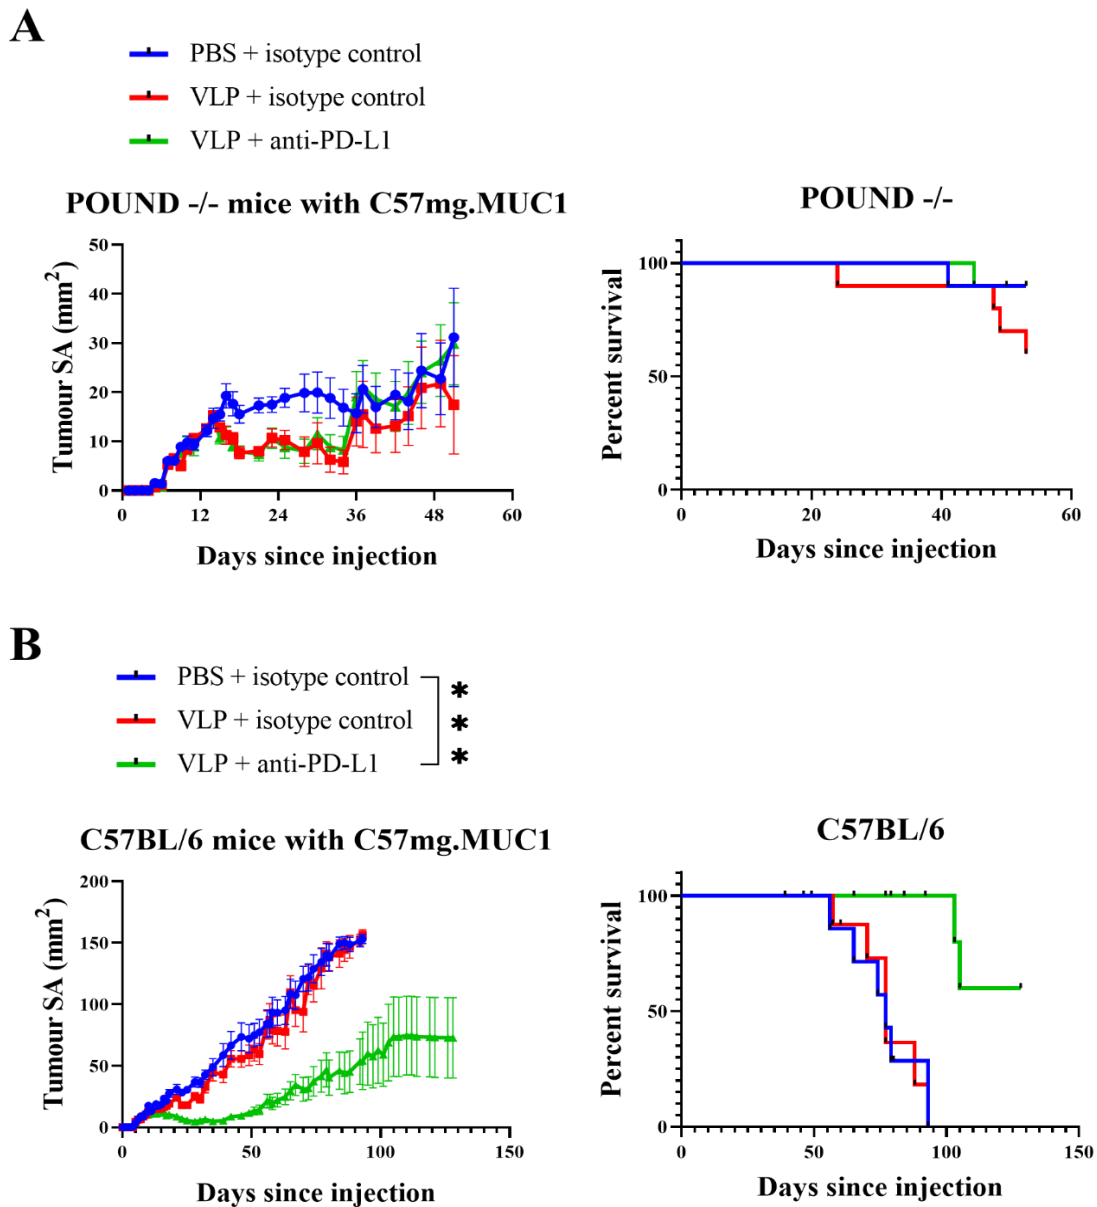 A
PBS + isotype control
VLP + isotype control
VLP + anti-PD-L1
POUND -/- mice with C57mg.MUC1
50
40
30
20
10
0
Tumour SA (mm²)
0 12 24 36 48 60
Days since injection
POUND -/-
100
50
0
Percent survival
0 20 40 60
Days since injection
B
PBS + isotype control
VLP + isotype control
VLP + anti-PD-L1
***
C57BL/6 mice with C57mg.MUC1
200
150
100
50
0
Tumour SA (mm²)
0 50 100 150
Days since injection
C57BL/6
100
50
0
Percent survival
0 50 100 150
Days since injection